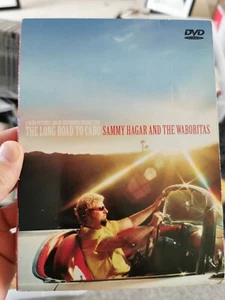 DVD
THE LONG ROAD TO CABO SAMMY HAGAR AND THE WABORITAS